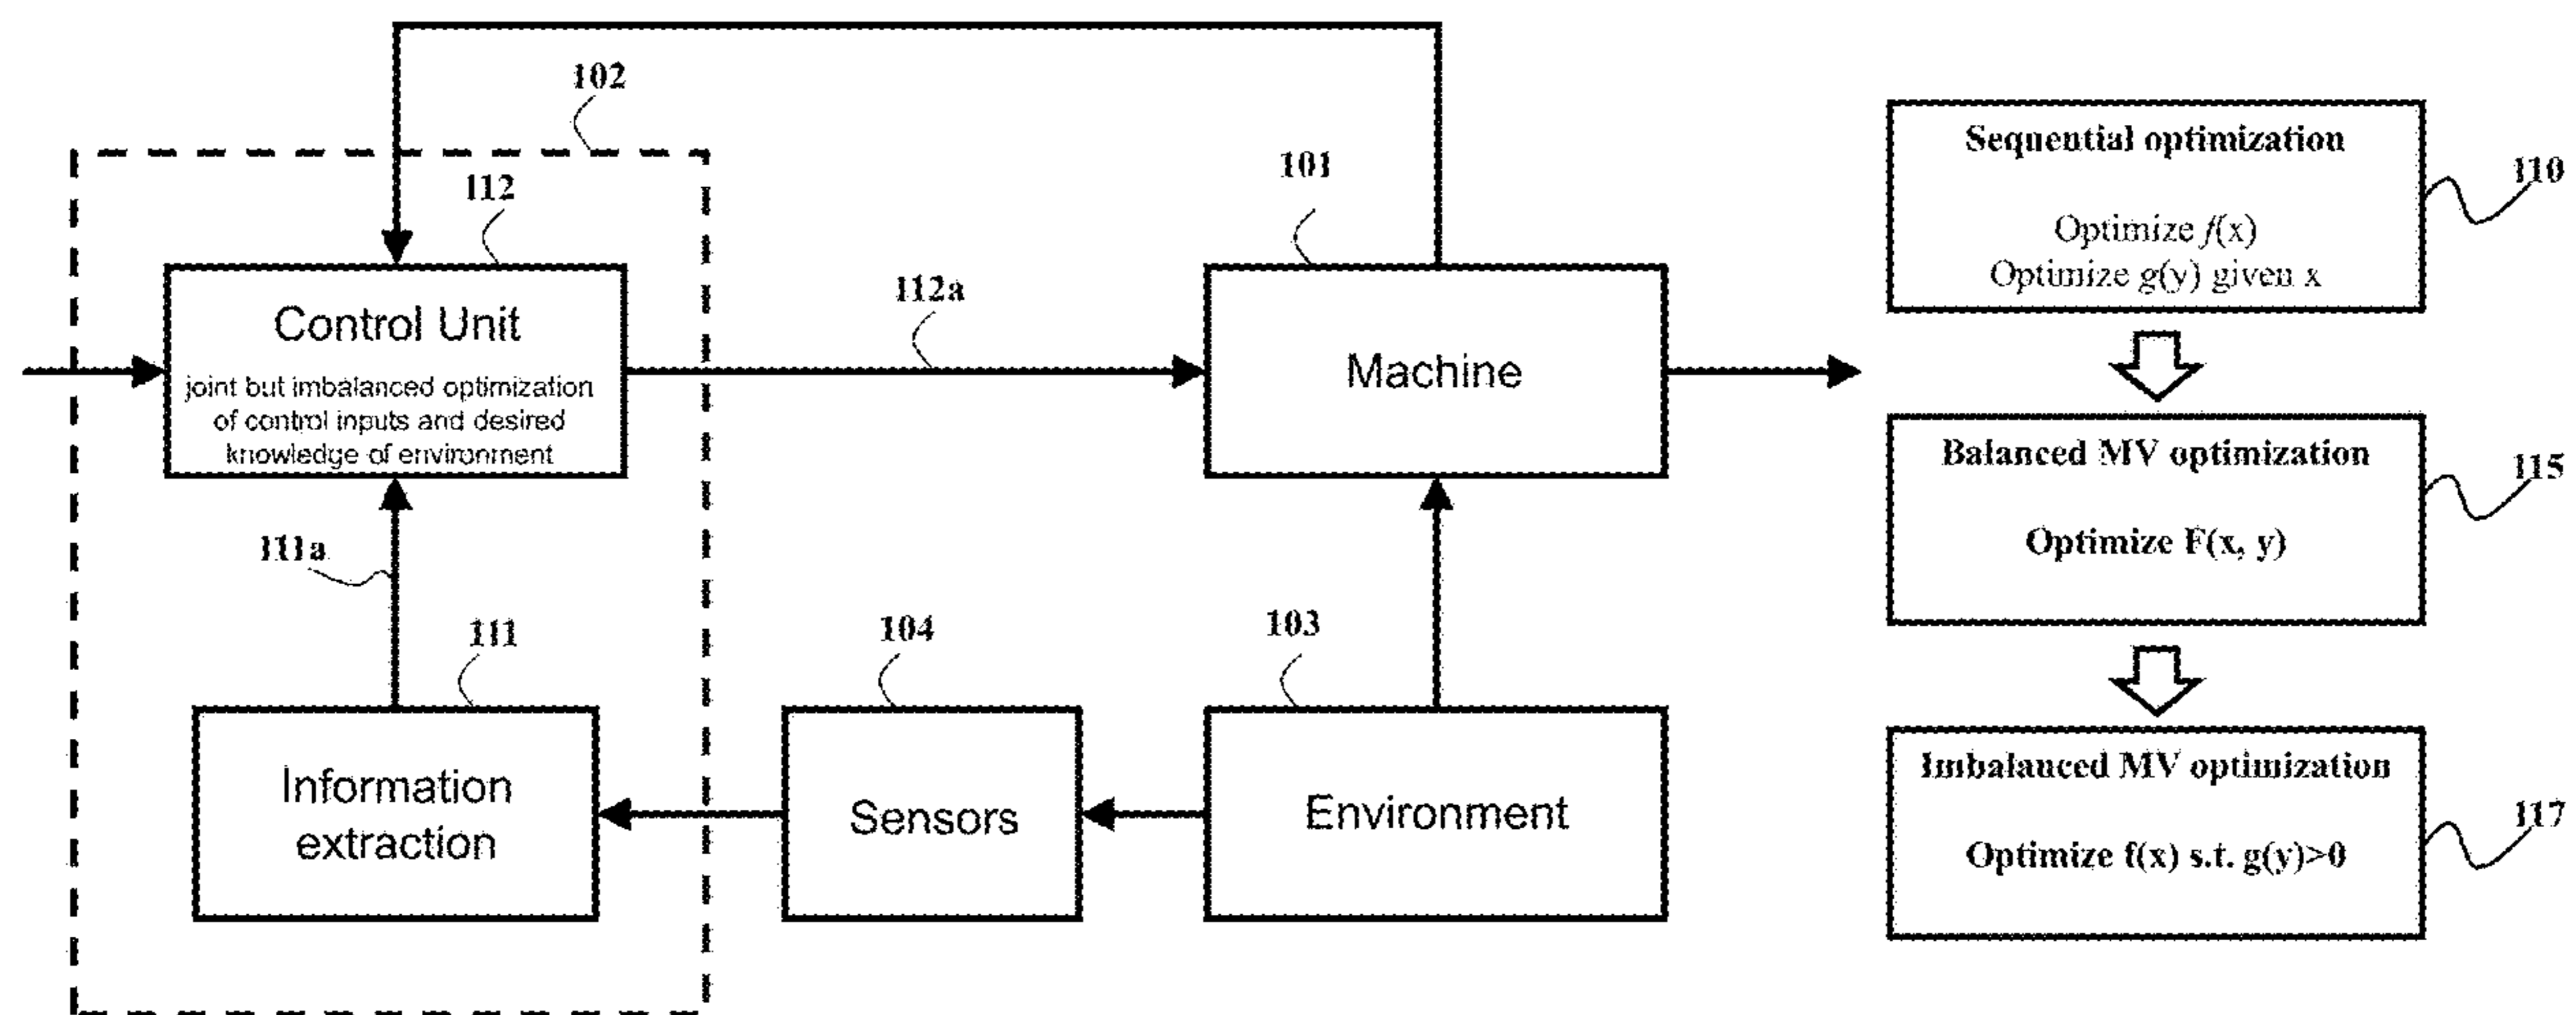 102
112
Control Unit
joint but imbalanced optimization
of control inputs and desired
knowledge of environment
112a
101
Machine
111a
111
Information
extraction
104
Sensors
103
Environment
Sequential optimization
Optimize f(x)
Optimize g(y) given x
110
Balanced MV optimization
Optimize F(x, y)
115
Imbalanced MV optimization
Optimize f(x) s.t. g(y)>0
117